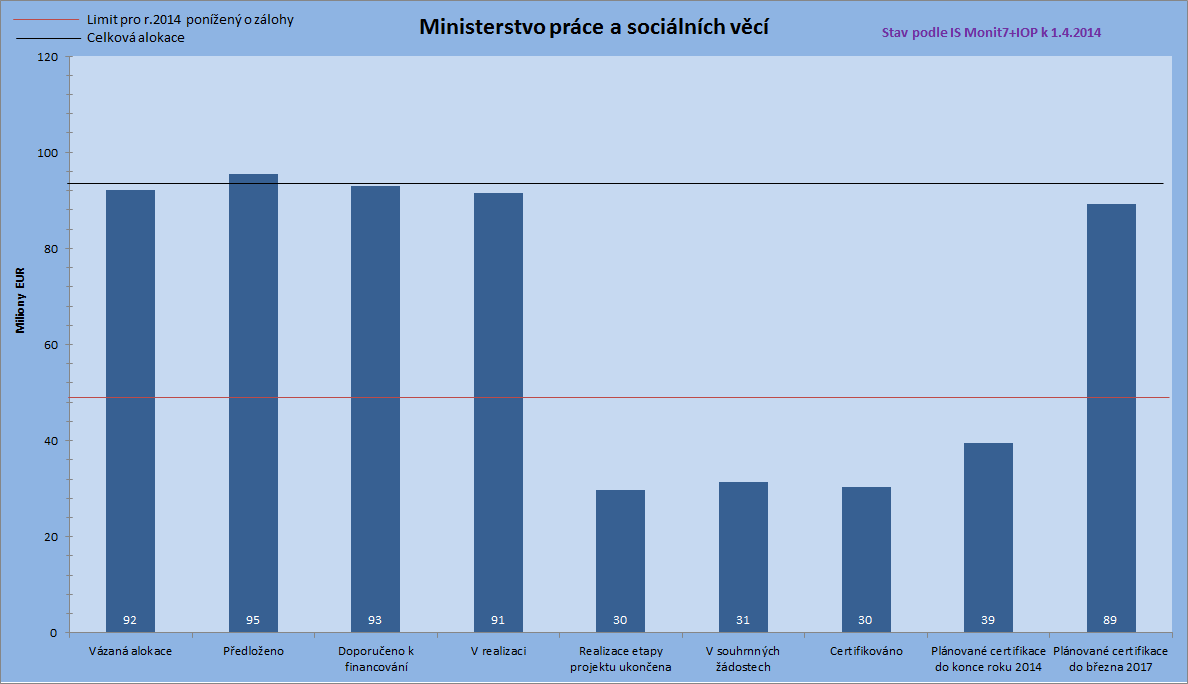 Limit pro r.2014 ponížený o zálohy
Celková alokace
Ministerstvo práce a sociálních věcí
Stav podle IS Monit7+IOP k 1.4.2014
Miliony EUR
120
100
80
60
40
20
0
92
95
93
91
30
31
30
39
89
Vázaná alokace
Předloženo
Doporučeno k
financování
V realizaci
Realizace etapy
projektu ukončena
V souhrnných
žádostech
Certifikováno
Plánované certifikace
do konce roku 2014
Plánované certifikace
do března 2017